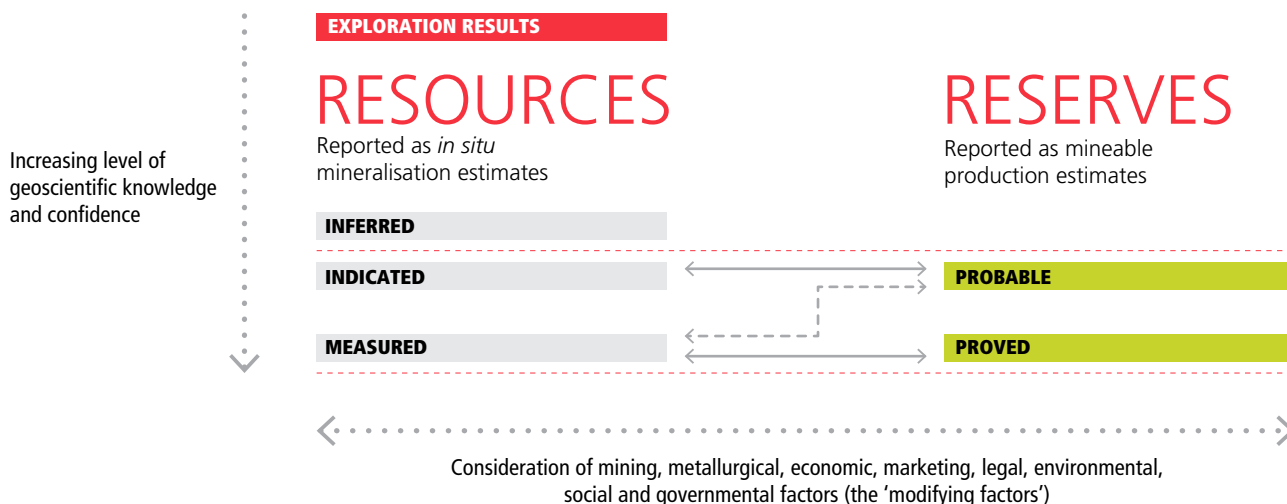 EXPLORATION RESULTS
RESOURCES
Reported as in situ
mineralisation estimates
RESERVES
Reported as mineable
production estimates
Increasing level of
geoscientific knowledge
and confidence
INFERRED
INDICATED
PROBABLE
MEASURED
PROVED
Consideration of mining, metallurgical, economic, marketing, legal, environmental,
social and governmental factors (the ‘modifying factors’)